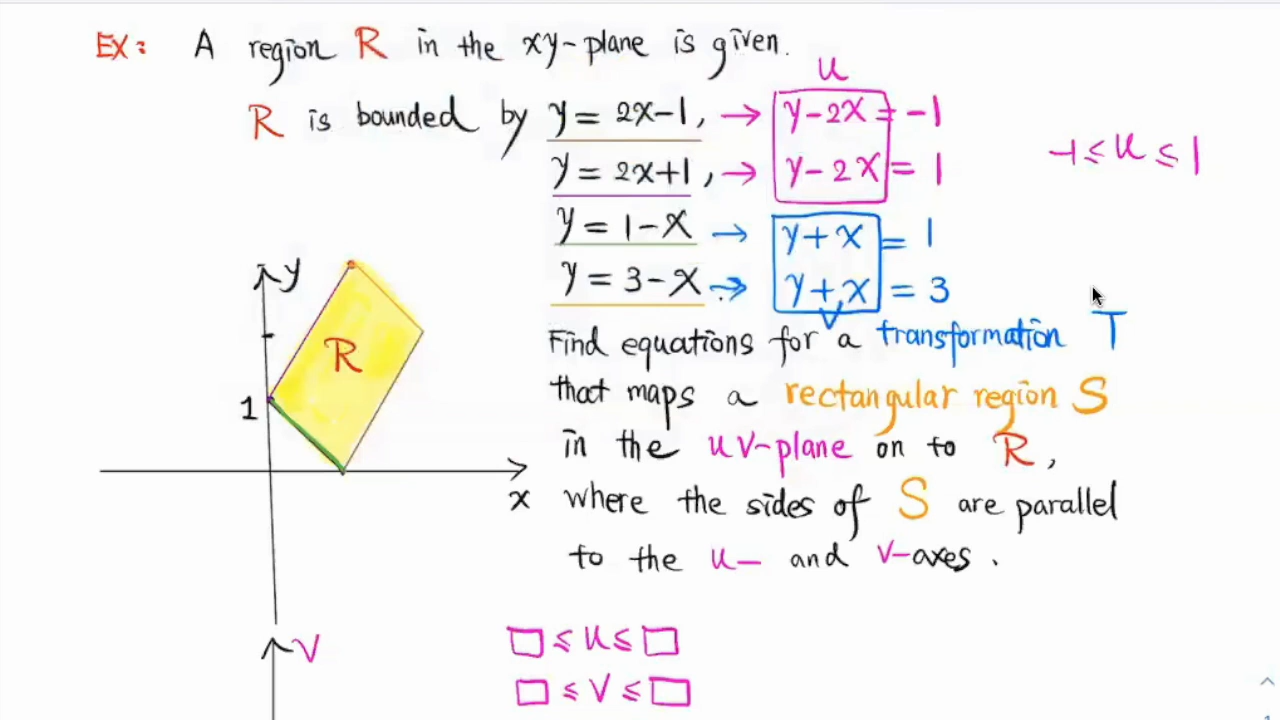 EX: A region R in the xy-plane is given.
u
R is bounded by y = 2x-1, → y-2x = -1
y = 2x+1, → y-2x = 1
-1 ≤ u ≤ 1
y = 1-x → y+x = 1
y = 3-x → y+x = 3
v
Find equations for a transformation T
that maps a rectangular region S
in the uv-plane on to R,
where the sides of S are parallel
to the u- and v-axes.
y
R
1
x
v
□ ≤ u ≤ □
□ ≤ v ≤ □